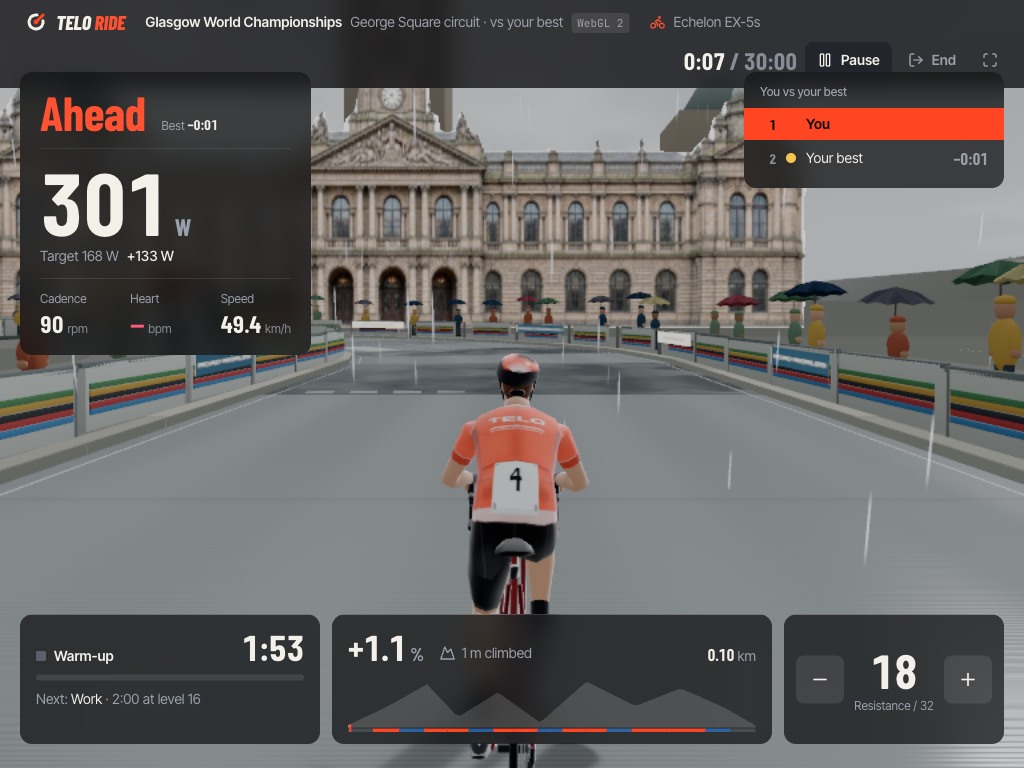 TELO RIDE Glasgow World Championships George Square circuit · vs your best WebGL 2 Echelon EX-5s
0:07 / 30:00 Pause End
Ahead Best −0:01
301 W
Target 168 W +133 W
Cadence Heart Speed
90 rpm — bpm 49.4 km/h
You vs your best
1 You
2 Your best −0:01
TELO
4
Warm-up 1:53
Next: Work · 2:00 at level 16
+1.1 % 1 m climbed 0.10 km
− 18 +
Resistance / 32